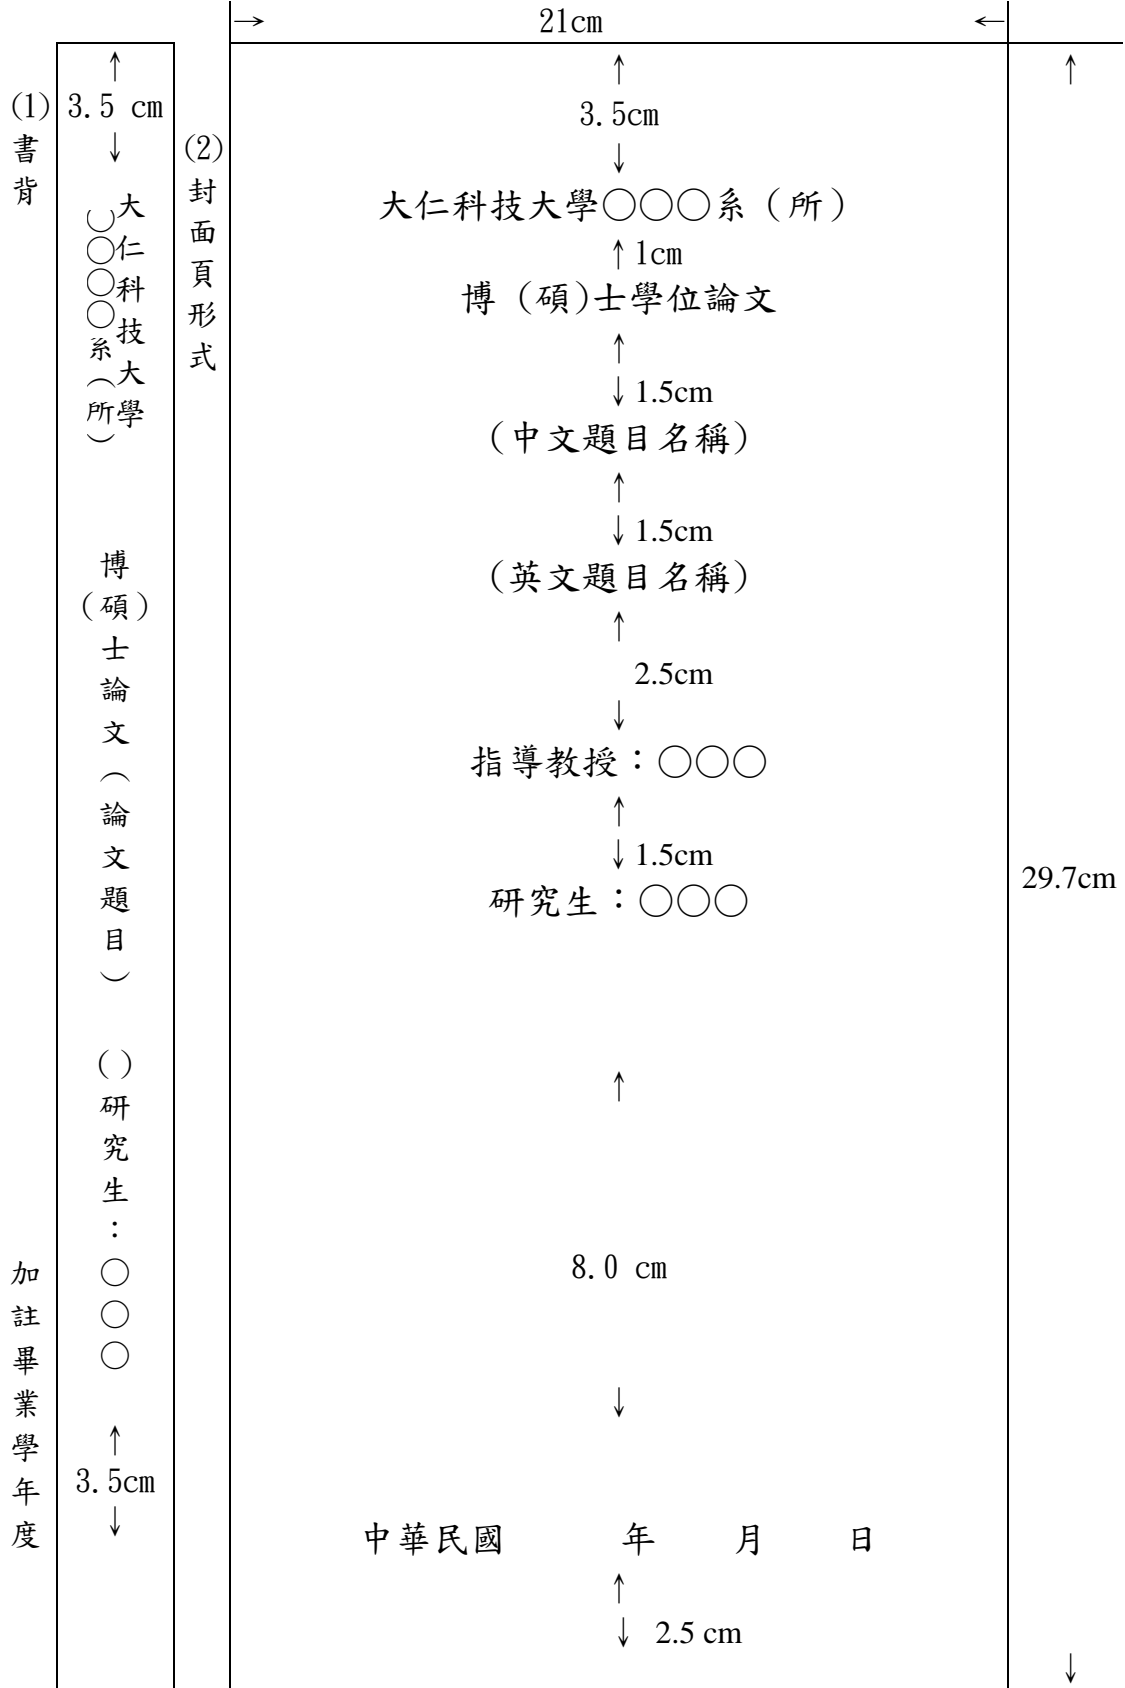 → 21cm ←
(1)書背
↑
3.5 cm
↓
大仁科技大學
○○○○系(所)
博(碩)士論文(論文題目)
( )研究生:○○○
↑
3.5cm
↓
加註畢業學年度
(2)封面頁形式
↑
3.5cm
↓
大仁科技大學○○○系(所)
↑1cm
博(碩)士學位論文
↑
↓1.5cm
(中文題目名稱)
↑
↓1.5cm
(英文題目名稱)
↑
2.5cm
↓
指導教授:○○○
↑
↓1.5cm
研究生:○○○
↑
8.0 cm
↓
中華民國 年 月 日
↑
↓ 2.5 cm
↑
29.7cm
↓